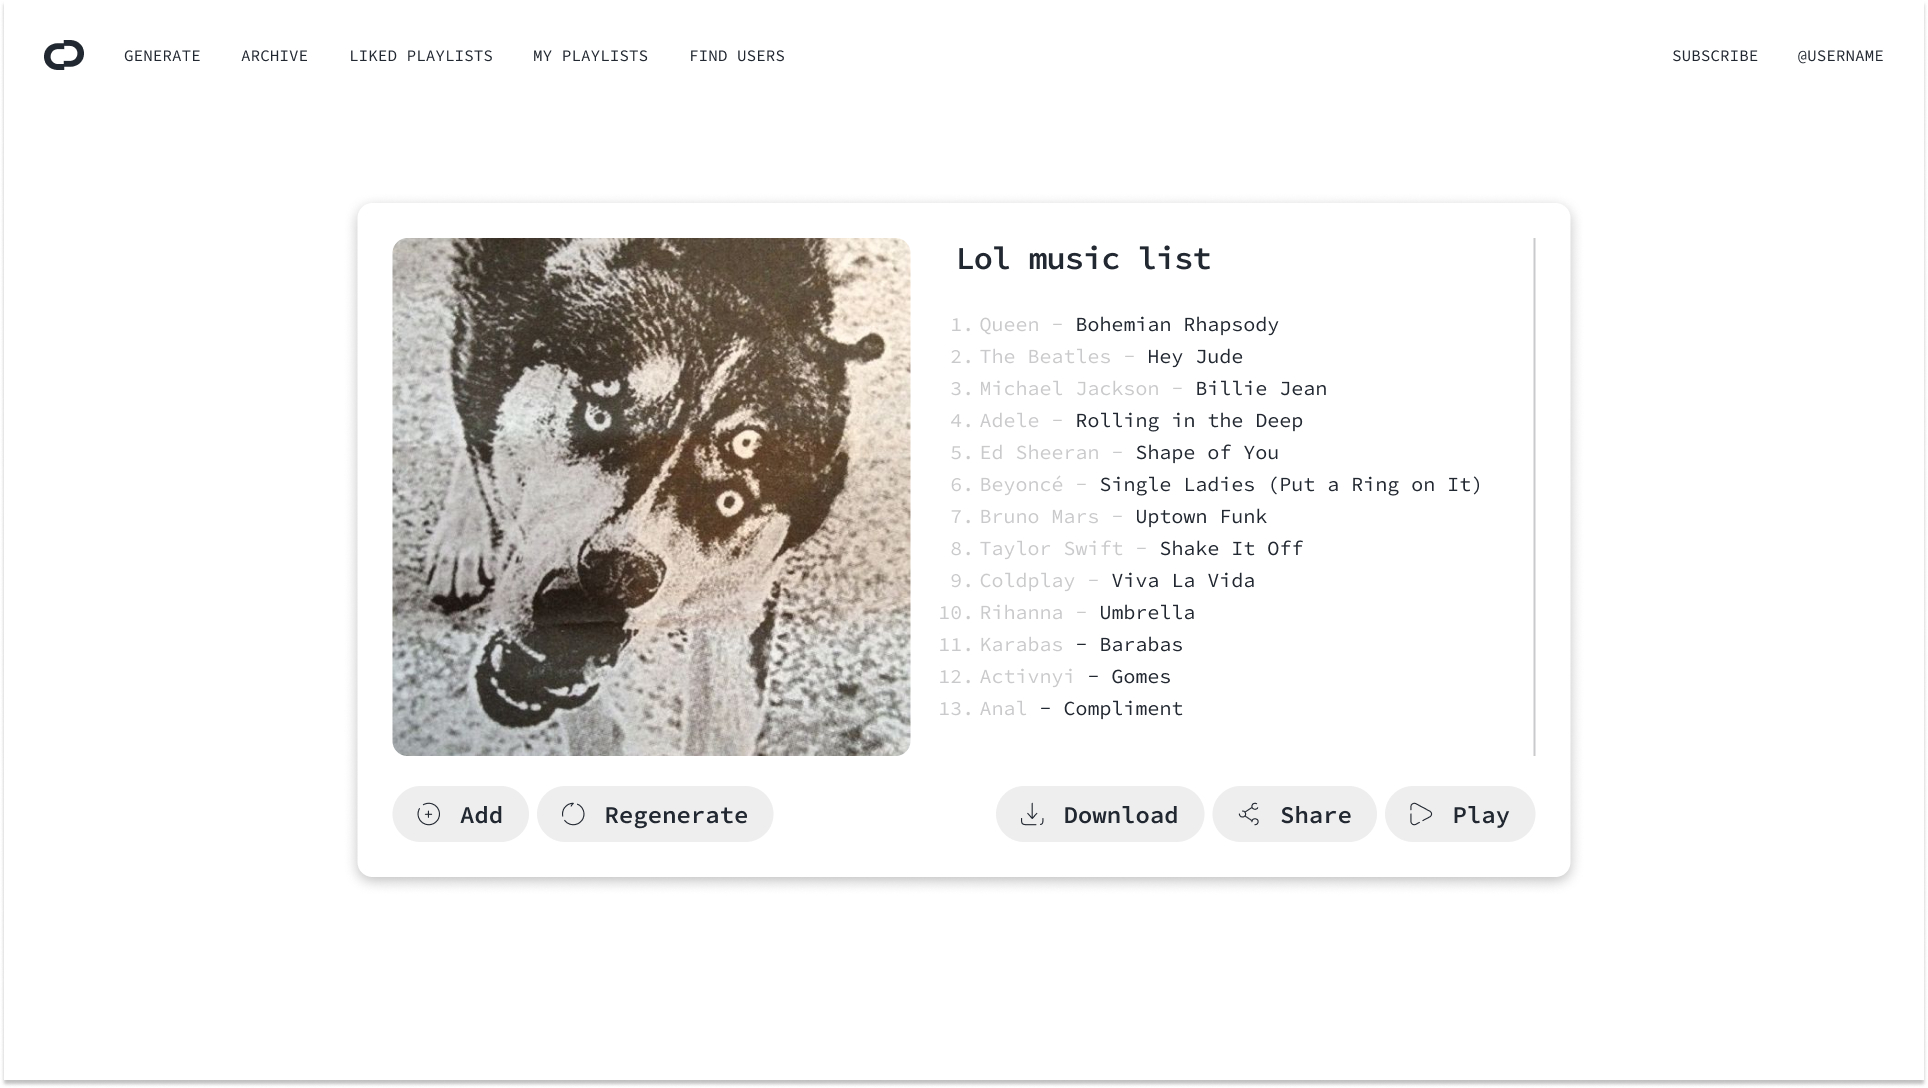 GENERATE ARCHIVE LIKED PLAYLISTS MY PLAYLISTS FIND USERS SUBSCRIBE @USERNAME
Lol music list
1. Queen – Bohemian Rhapsody
2. The Beatles – Hey Jude
3. Michael Jackson – Billie Jean
4. Adele – Rolling in the Deep
5. Ed Sheeran – Shape of You
6. Beyoncé – Single Ladies (Put a Ring on It)
7. Bruno Mars – Uptown Funk
8. Taylor Swift – Shake It Off
9. Coldplay – Viva La Vida
10. Rihanna – Umbrella
11. Karabas – Barabas
12. Activnyi – Gomes
13. Anal – Compliment
Add Regenerate Download Share Play